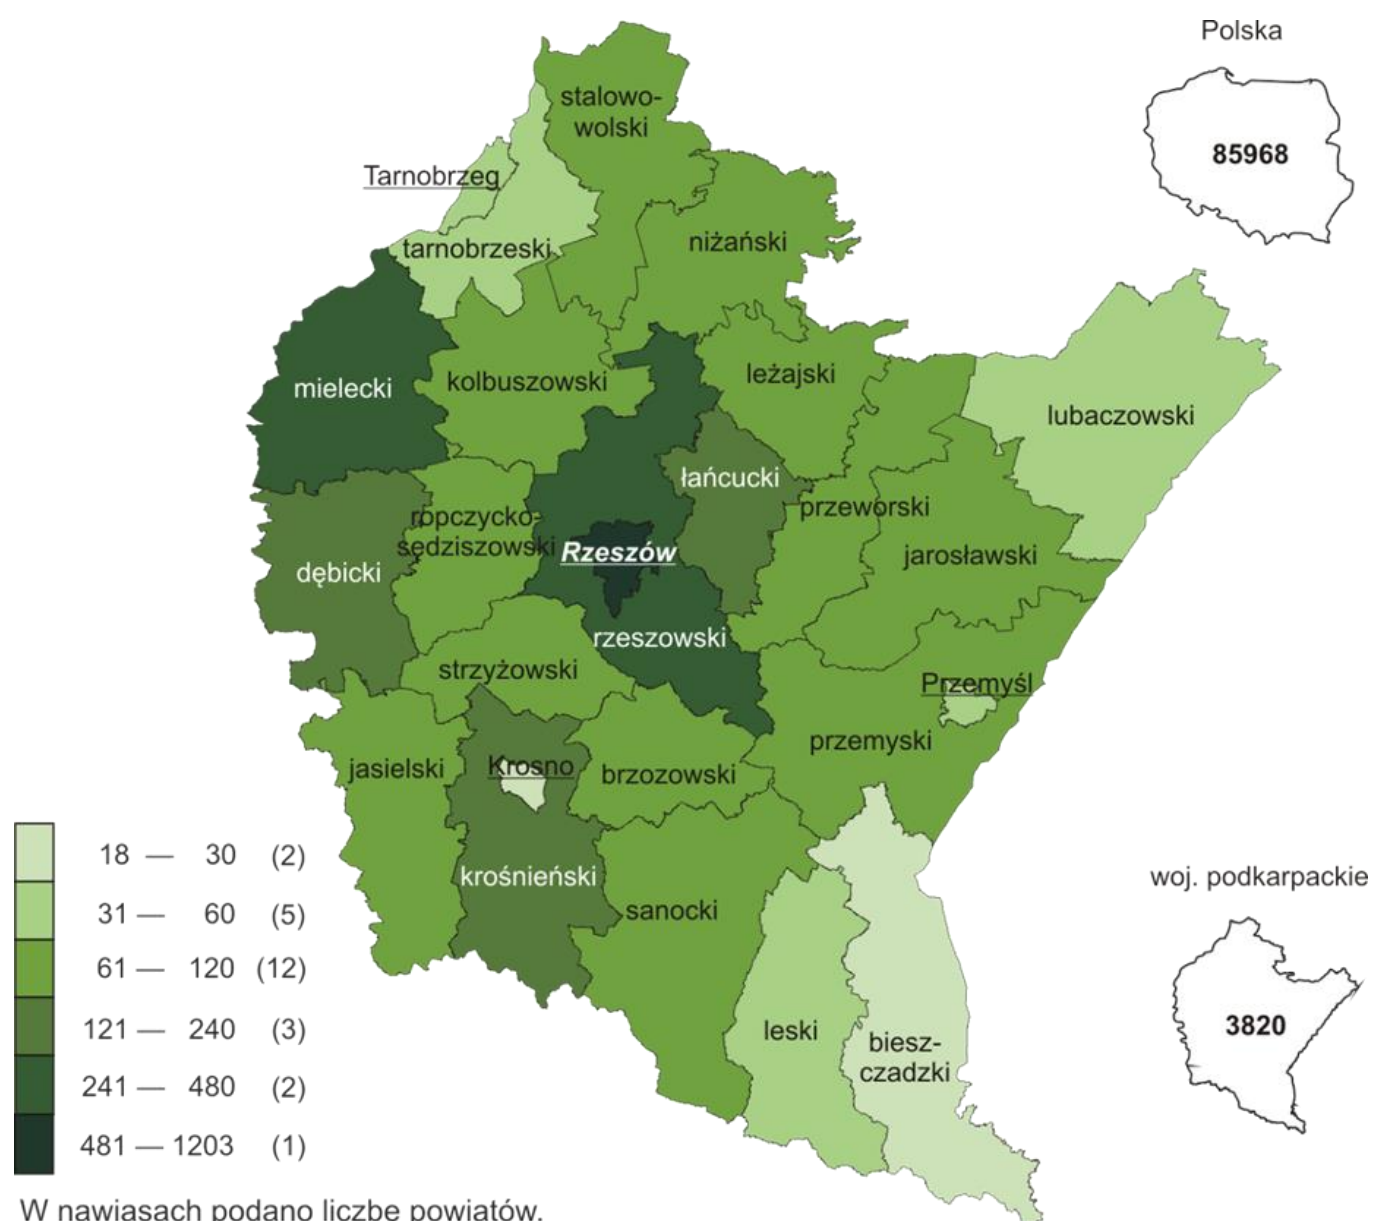 Polska
85968
stalowo-
wolski
Tarnobrzeg
tarnobrzeski
niżański
mielecki
kolbuszowski
leżajski
lubaczowski
łańcucki
ropczycko-
sędziszowski
przeworski
jarosławski
dębicki
Rzeszów
rzeszowski
strzyżowski
Przemyśl
przemyski
jasielski
Krosno
brzozowski
krośnieński
sanocki
leski
biesz-
czadzki
18 — 30 (2)
31 — 60 (5)
61 — 120 (12)
121 — 240 (3)
241 — 480 (2)
481 — 1203 (1)
woj. podkarpackie
3820
W nawiasach podano liczbę powiatów.